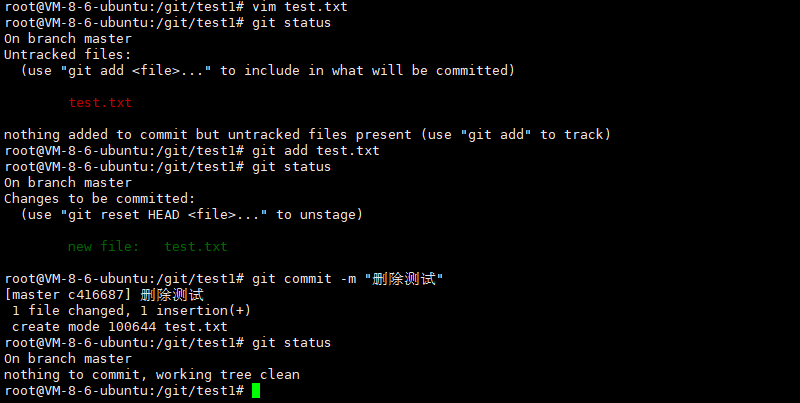 root@VM-8-6-ubuntu:/git/test1# vim test.txt
root@VM-8-6-ubuntu:/git/test1# git status
On branch master
Untracked files:
  (use "git add <file>..." to include in what will be committed)

        test.txt

nothing added to commit but untracked files present (use "git add" to track)
root@VM-8-6-ubuntu:/git/test1# git add test.txt
root@VM-8-6-ubuntu:/git/test1# git status
On branch master
Changes to be committed:
  (use "git reset HEAD <file>..." to unstage)

        new file:   test.txt

root@VM-8-6-ubuntu:/git/test1# git commit -m "删除测试"
[master c416687] 删除测试
 1 file changed, 1 insertion(+)
 create mode 100644 test.txt
root@VM-8-6-ubuntu:/git/test1# git status
On branch master
nothing to commit, working tree clean
root@VM-8-6-ubuntu:/git/test1#